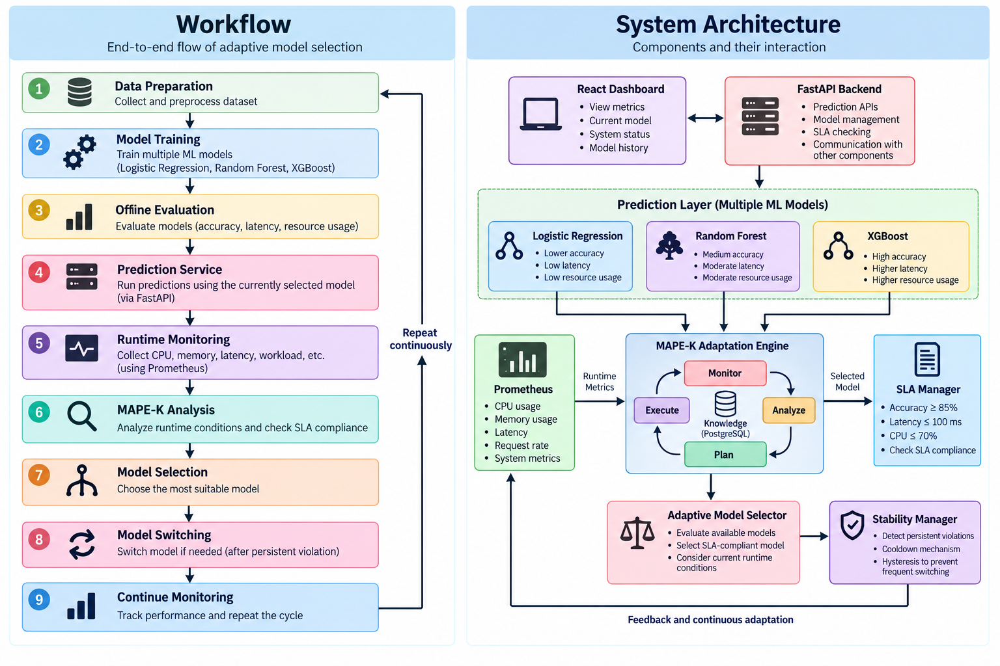 Workflow
End-to-end flow of adaptive model selection
1
Data Preparation
Collect and preprocess dataset
2
Model Training
Train multiple ML models
(Logistic Regression, Random Forest, XGBoost)
3
Offline Evaluation
Evaluate models (accuracy, latency, resource usage)
4
Prediction Service
Run predictions using the currently selected model
(via FastAPI)
5
Runtime Monitoring
Collect CPU, memory, latency, workload, etc.
(using Prometheus)
6
MAPE-K Analysis
Analyze runtime conditions and check SLA compliance
7
Model Selection
Choose the most suitable model
8
Model Switching
Switch model if needed (after persistent violation)
9
Continue Monitoring
Track performance and repeat the cycle
Repeat
continuously
System Architecture
Components and their interaction
React Dashboard
• View metrics
• Current model
• System status
• Model history
FastAPI Backend
• Prediction APIs
• Model management
• SLA checking
• Communication with
other components
Prediction Layer (Multiple ML Models)
Logistic Regression
• Lower accuracy
• Low latency
• Low resource usage
Random Forest
• Medium accuracy
• Moderate latency
• Moderate resource usage
XGBoost
• High accuracy
• Higher latency
• Higher resource usage
Prometheus
• CPU usage
• Memory usage
• Latency
• Request rate
• System metrics
Runtime
Metrics
MAPE-K Adaptation Engine
Monitor
Execute
Analyze
Knowledge
(PostgreSQL)
Plan
Selected
Model
SLA Manager
• Accuracy ≥ 85%
• Latency ≤ 100 ms
• CPU ≤ 70%
• Check SLA compliance
Adaptive Model Selector
• Evaluate available models
• Select SLA-compliant model
• Consider current runtime
conditions
Stability Manager
• Detect persistent violations
• Cooldown mechanism
• Hysteresis to prevent
frequent switching
Feedback and continuous adaptation